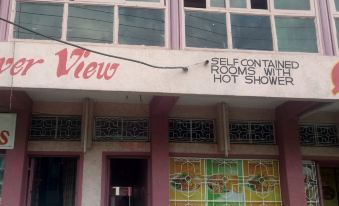 ver View
SELF CONTAINED
ROOMS WITH
HOT SHOWER